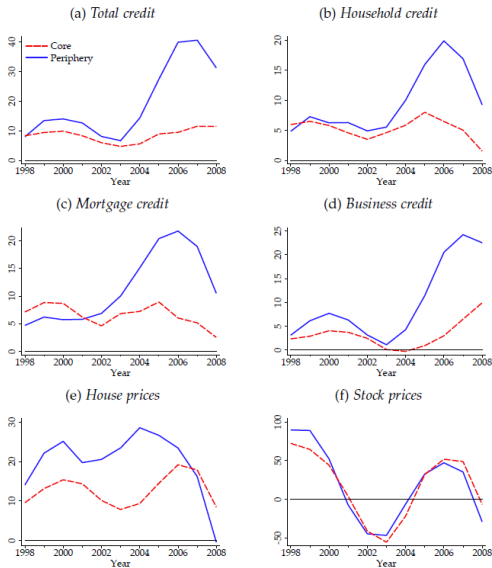 (a) Total credit
40
30
20
10
0
Core
Periphery
1998 2000 2002 2004 2006 2008
Year
(b) Household credit
20
15
10
5
0
1998 2000 2002 2004 2006 2008
Year
(c) Mortgage credit
20
15
10
5
0
1998 2000 2002 2004 2006 2008
Year
(d) Business credit
25
20
15
10
5
0
1998 2000 2002 2004 2006 2008
Year
(e) House prices
30
20
10
0
1998 2000 2002 2004 2006 2008
Year
(f) Stock prices
100
50
0
-50
1998 2000 2002 2004 2006 2008
Year